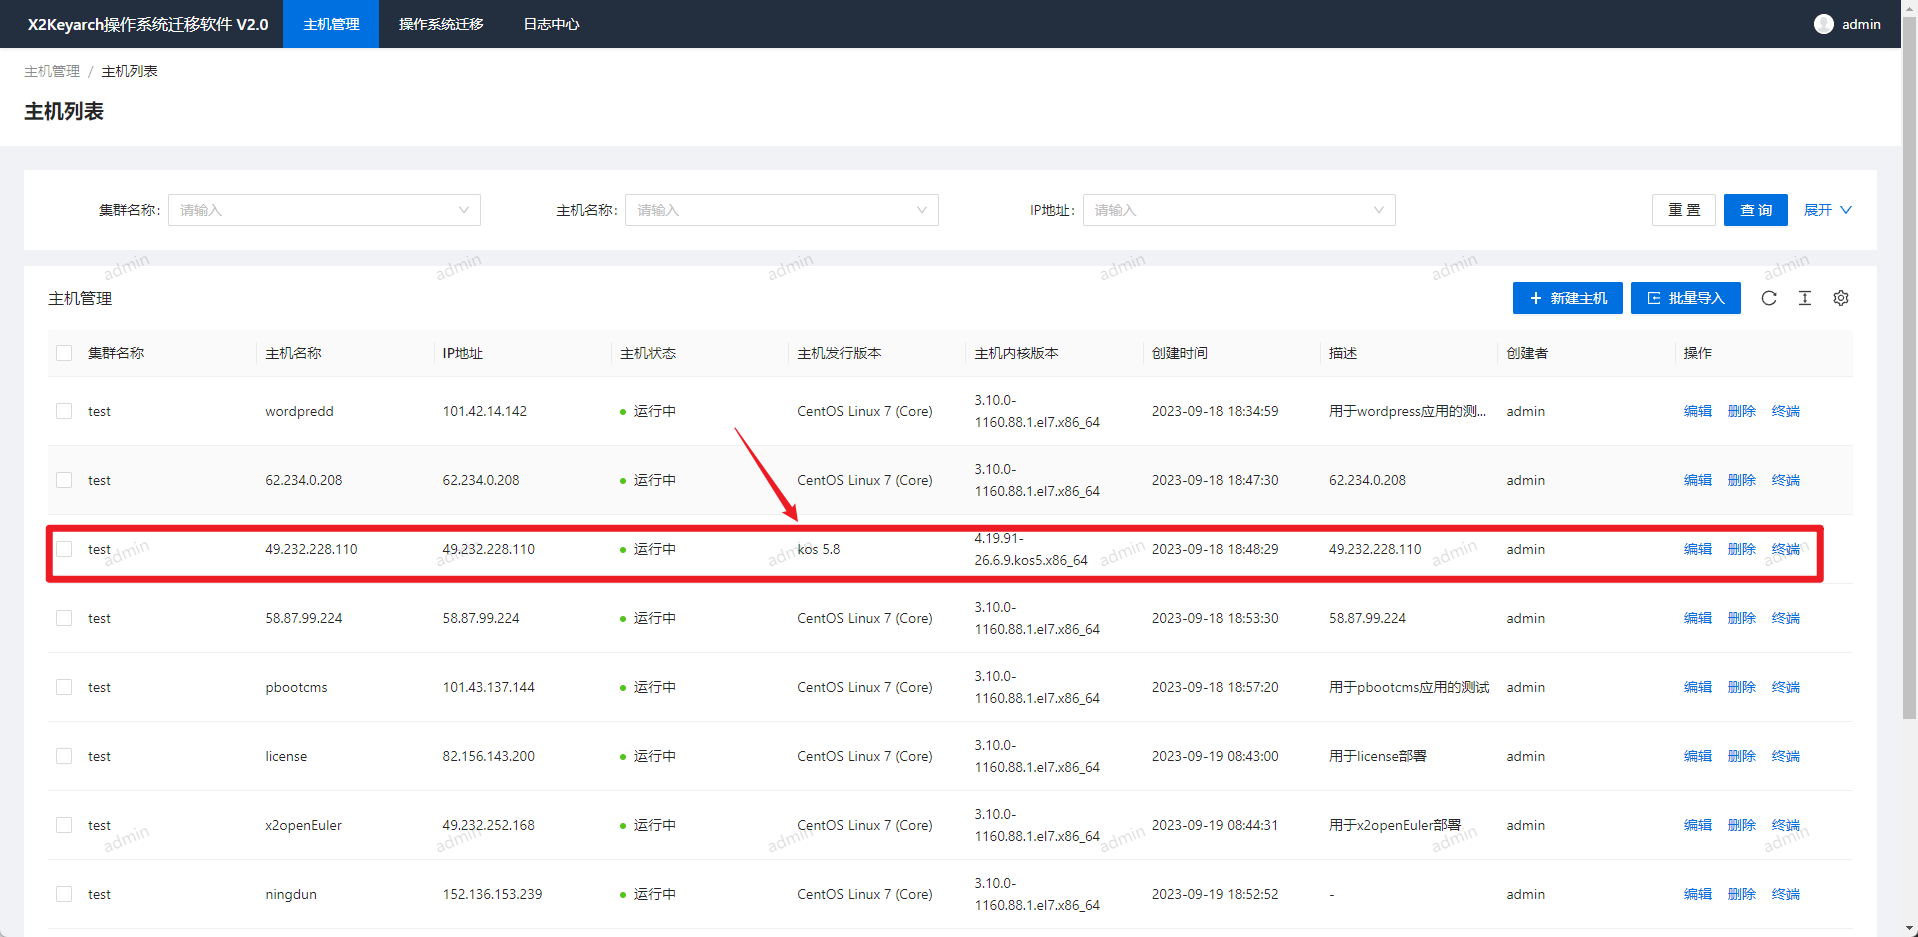 X2Keyarch操作系统迁移软件 V2.0 主机管理 操作系统迁移 日志中心 admin
主机管理 / 主机列表
主机列表
集群名称: 请输入 主机名称: 请输入 IP地址: 请输入 重 置 查 询 展开
admin admin admin admin admin admin
主机管理 新建主机 批量导入
集群名称 主机名称 IP地址 主机状态 主机发行版本 主机内核版本 创建时间 描述 创建者 操作
test wordpredd 101.42.14.142 运行中 CentOS Linux 7 (Core) 3.10.0-
1160.88.1.el7.x86_64 2023-09-18 18:34:59 用于wordpress应用的测... admin 编辑 删除 终端
test 62.234.0.208 62.234.0.208 运行中 CentOS Linux 7 (Core) 3.10.0-
1160.88.1.el7.x86_64 2023-09-18 18:47:30 62.234.0.208 admin 编辑 删除 终端
test 49.232.228.110 49.232.228.110 运行中 kos 5.8 4.19.91-
26.6.9.kos5.x86_64 2023-09-18 18:48:29 49.232.228.110 admin 编辑 删除 终端
admin admin admin admin admin admin
test 58.87.99.224 58.87.99.224 运行中 CentOS Linux 7 (Core) 3.10.0-
1160.88.1.el7.x86_64 2023-09-18 18:53:30 58.87.99.224 admin 编辑 删除 终端
test pbootcms 101.43.137.144 运行中 CentOS Linux 7 (Core) 3.10.0-
1160.88.1.el7.x86_64 2023-09-18 18:57:20 用于pbootcms应用的测试 admin 编辑 删除 终端
test license 82.156.143.200 运行中 CentOS Linux 7 (Core) 3.10.0-
1160.88.1.el7.x86_64 2023-09-19 08:43:00 用于license部署 admin 编辑 删除 终端
test x2openEuler 49.232.252.168 运行中 CentOS Linux 7 (Core) 3.10.0-
1160.88.1.el7.x86_64 2023-09-19 08:44:31 用于x2openEuler部署 admin 编辑 删除 终端
admin admin admin admin admin admin
test ningdun 152.136.153.239 运行中 CentOS Linux 7 (Core) 3.10.0-
1160.88.1.el7.x86_64 2023-09-19 18:52:52 - admin 编辑 删除 终端